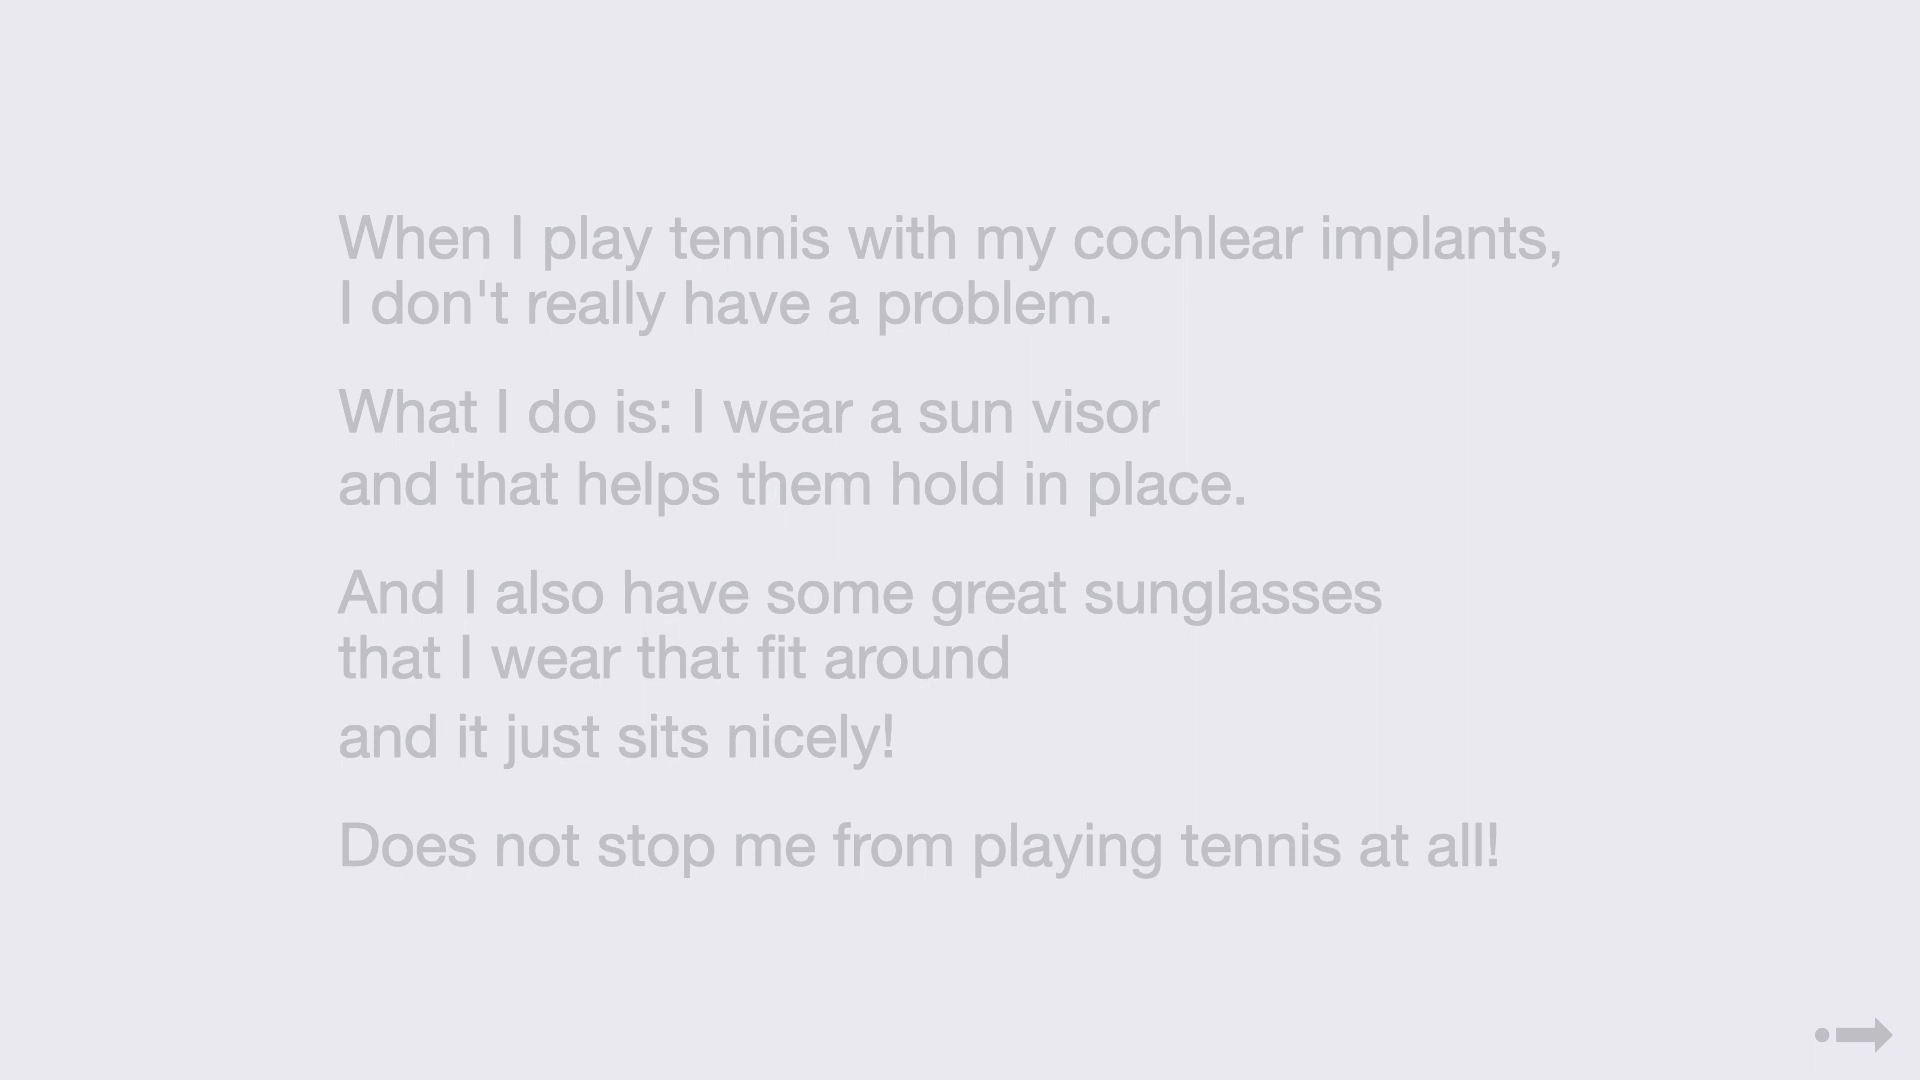 When I play tennis with my cochlear implants,
I don't really have a problem.
What I do is: I wear a sun visor
and that helps them hold in place.
And I also have some great sunglasses
that I wear that fit around
and it just sits nicely!
Does not stop me from playing tennis at all!